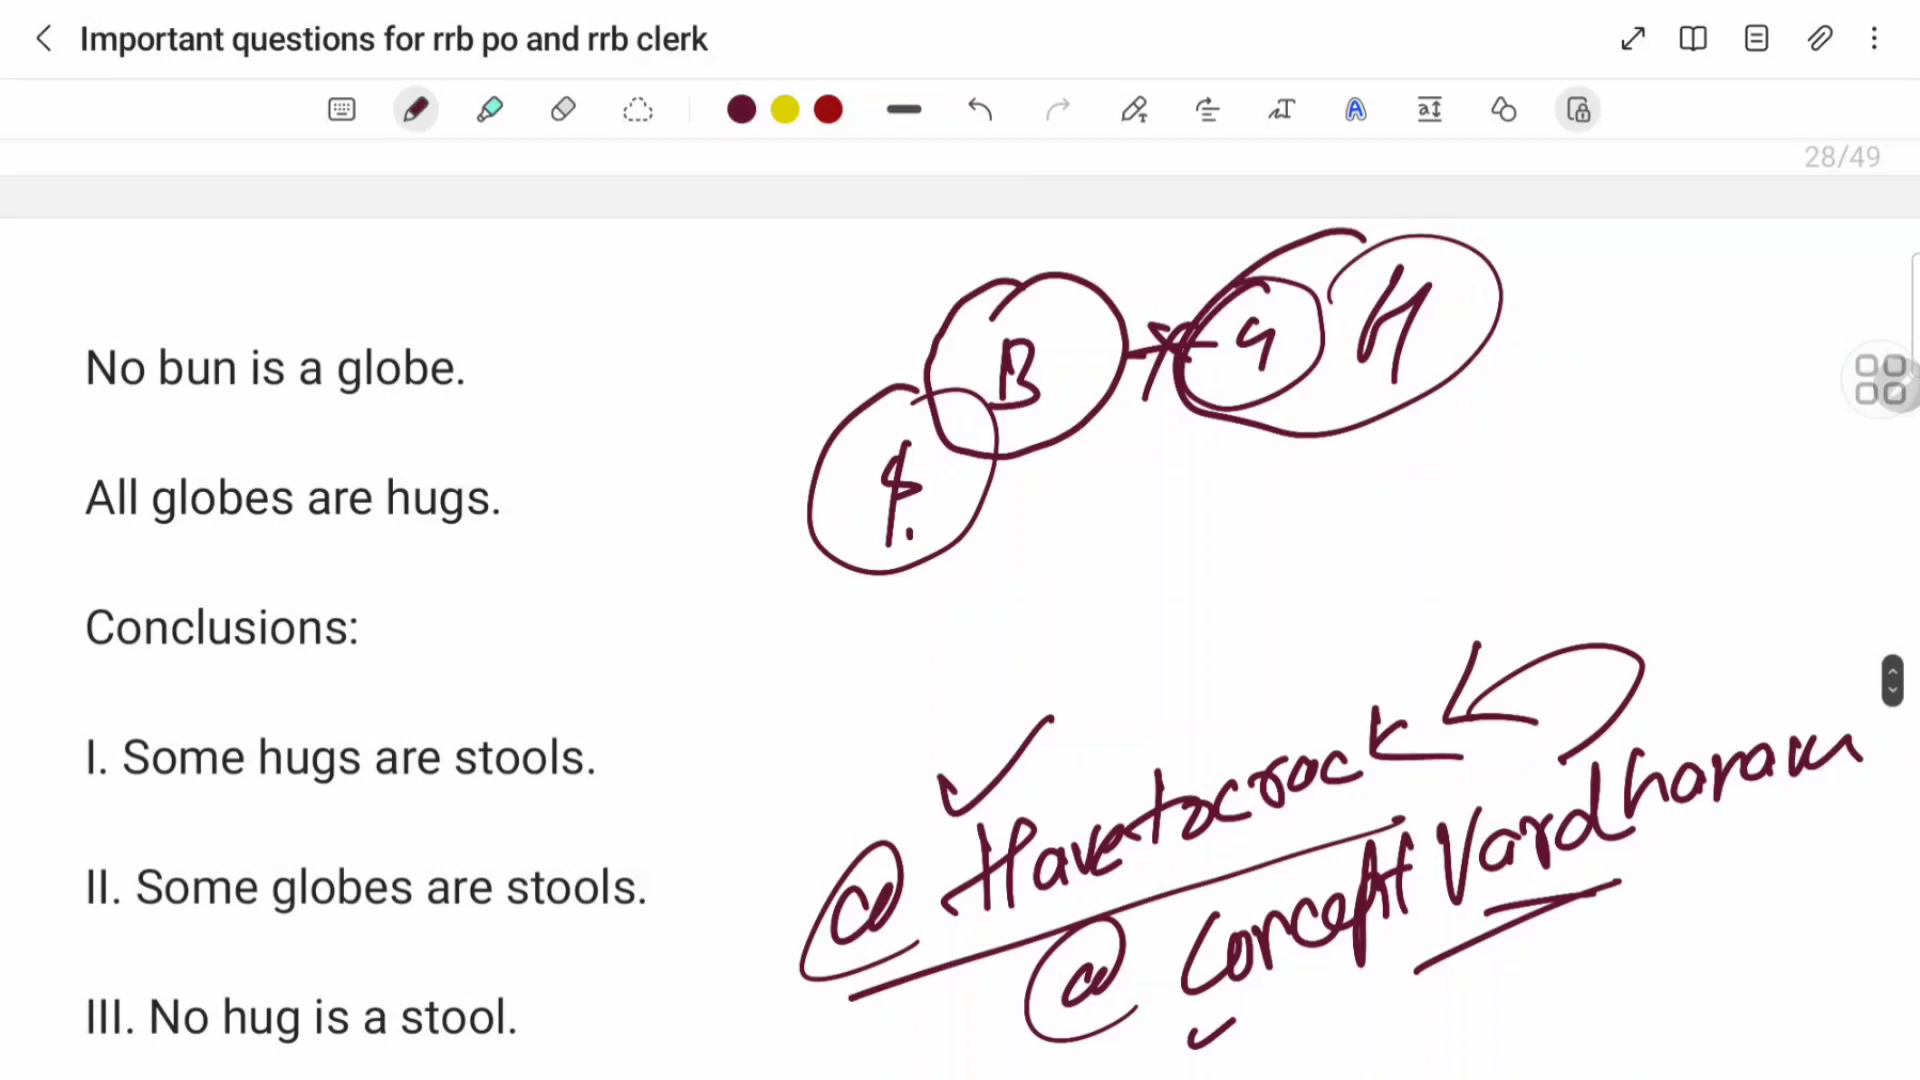 Important questions for rrb po and rrb clerk
28/49
No bun is a globe.
All globes are hugs.
Conclusions:
I. Some hugs are stools.
II. Some globes are stools.
III. No hug is a stool.
B
G
H
@ Havetocrack
@ Concept Vardharam